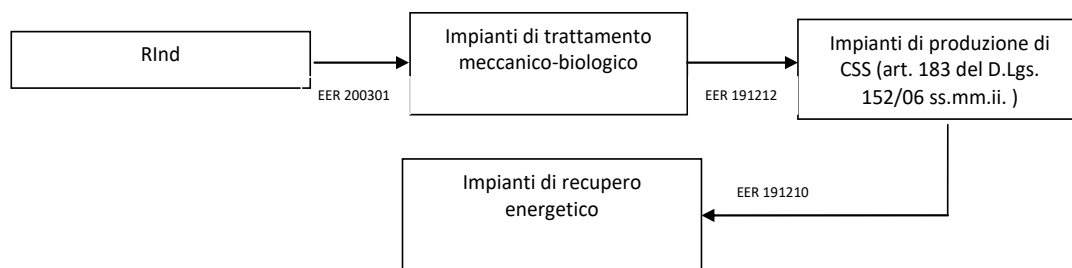 RInd
EER 200301
Impianti di trattamento
meccanico-biologico
EER 191212
Impianti di produzione di
CSS (art. 183 del D.Lgs.
152/06 ss.mm.ii. )
EER 191210
Impianti di recupero
energetico